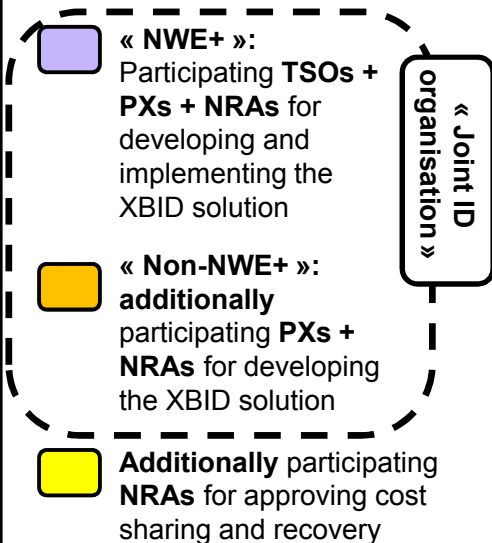 « NWE+ »:
Participating TSOs +
PXs + NRAs for
developing and
implementing the
XBID solution
« Joint ID
organisation »
« Non-NWE+ »:
additionally
participating PXs +
NRAs for developing
the XBID solution
Additionally participating
NRAs for approving cost
sharing and recovery